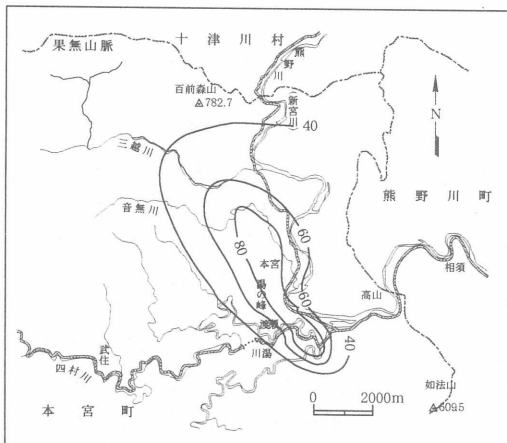 果無山脈
十津川村
熊野川
百前森山
▲782.7
新宮川
40
N
三越川
熊野川町
音無川
60
80
本宮
湯の峰
60
相須
高山
渡瀬
川湯
40
武住
四村川
0 2000m
如法山
▲609.5
本宮町